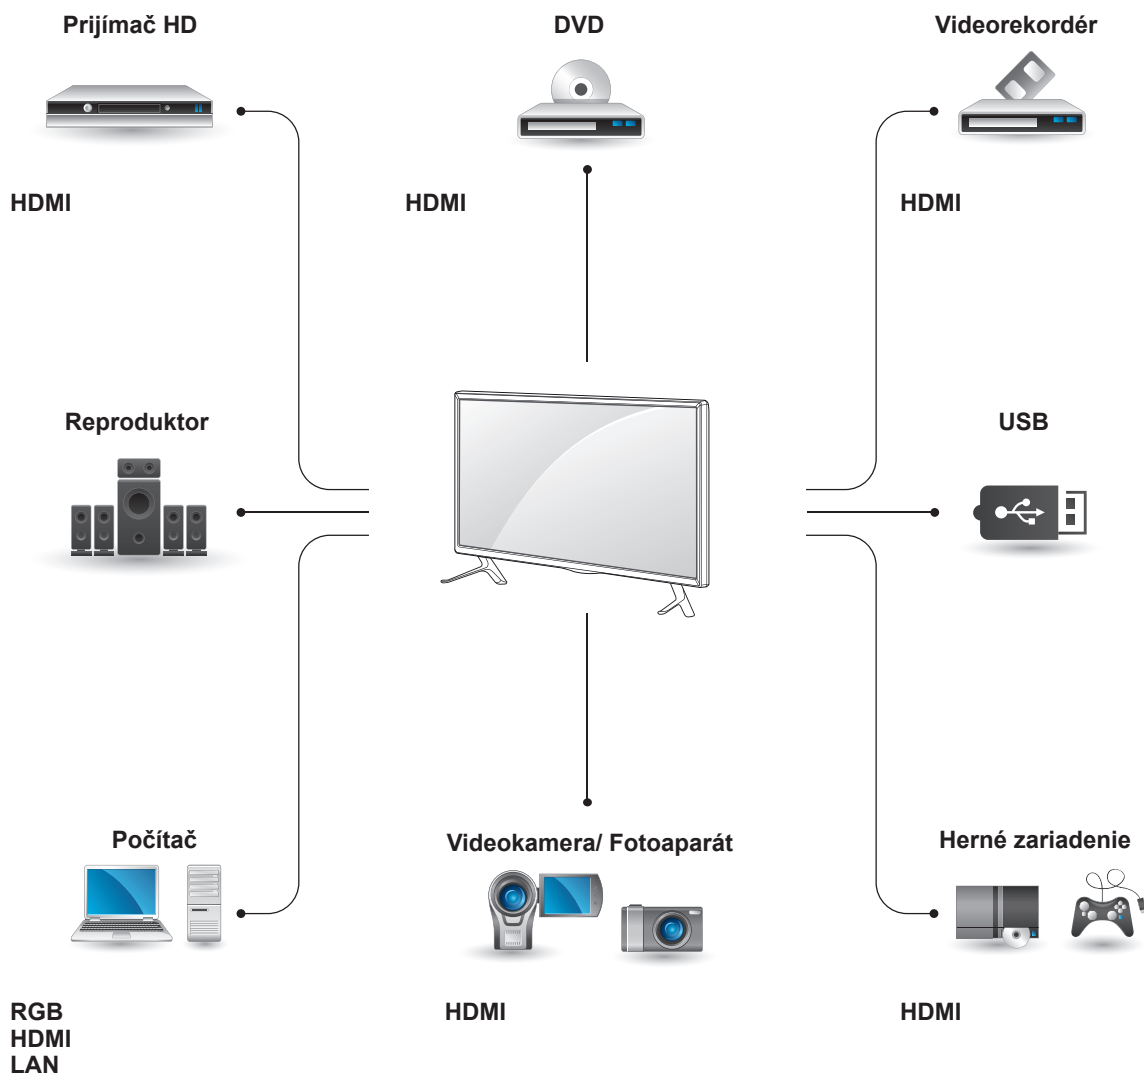 Prijímač HD
DVD
Videorekordér
HDMI
HDMI
HDMI
Reproduktor
USB
Počítač
Videokamera/ Fotoaparát
Herné zariadenie
RGB
HDMI
LAN
HDMI
HDMI